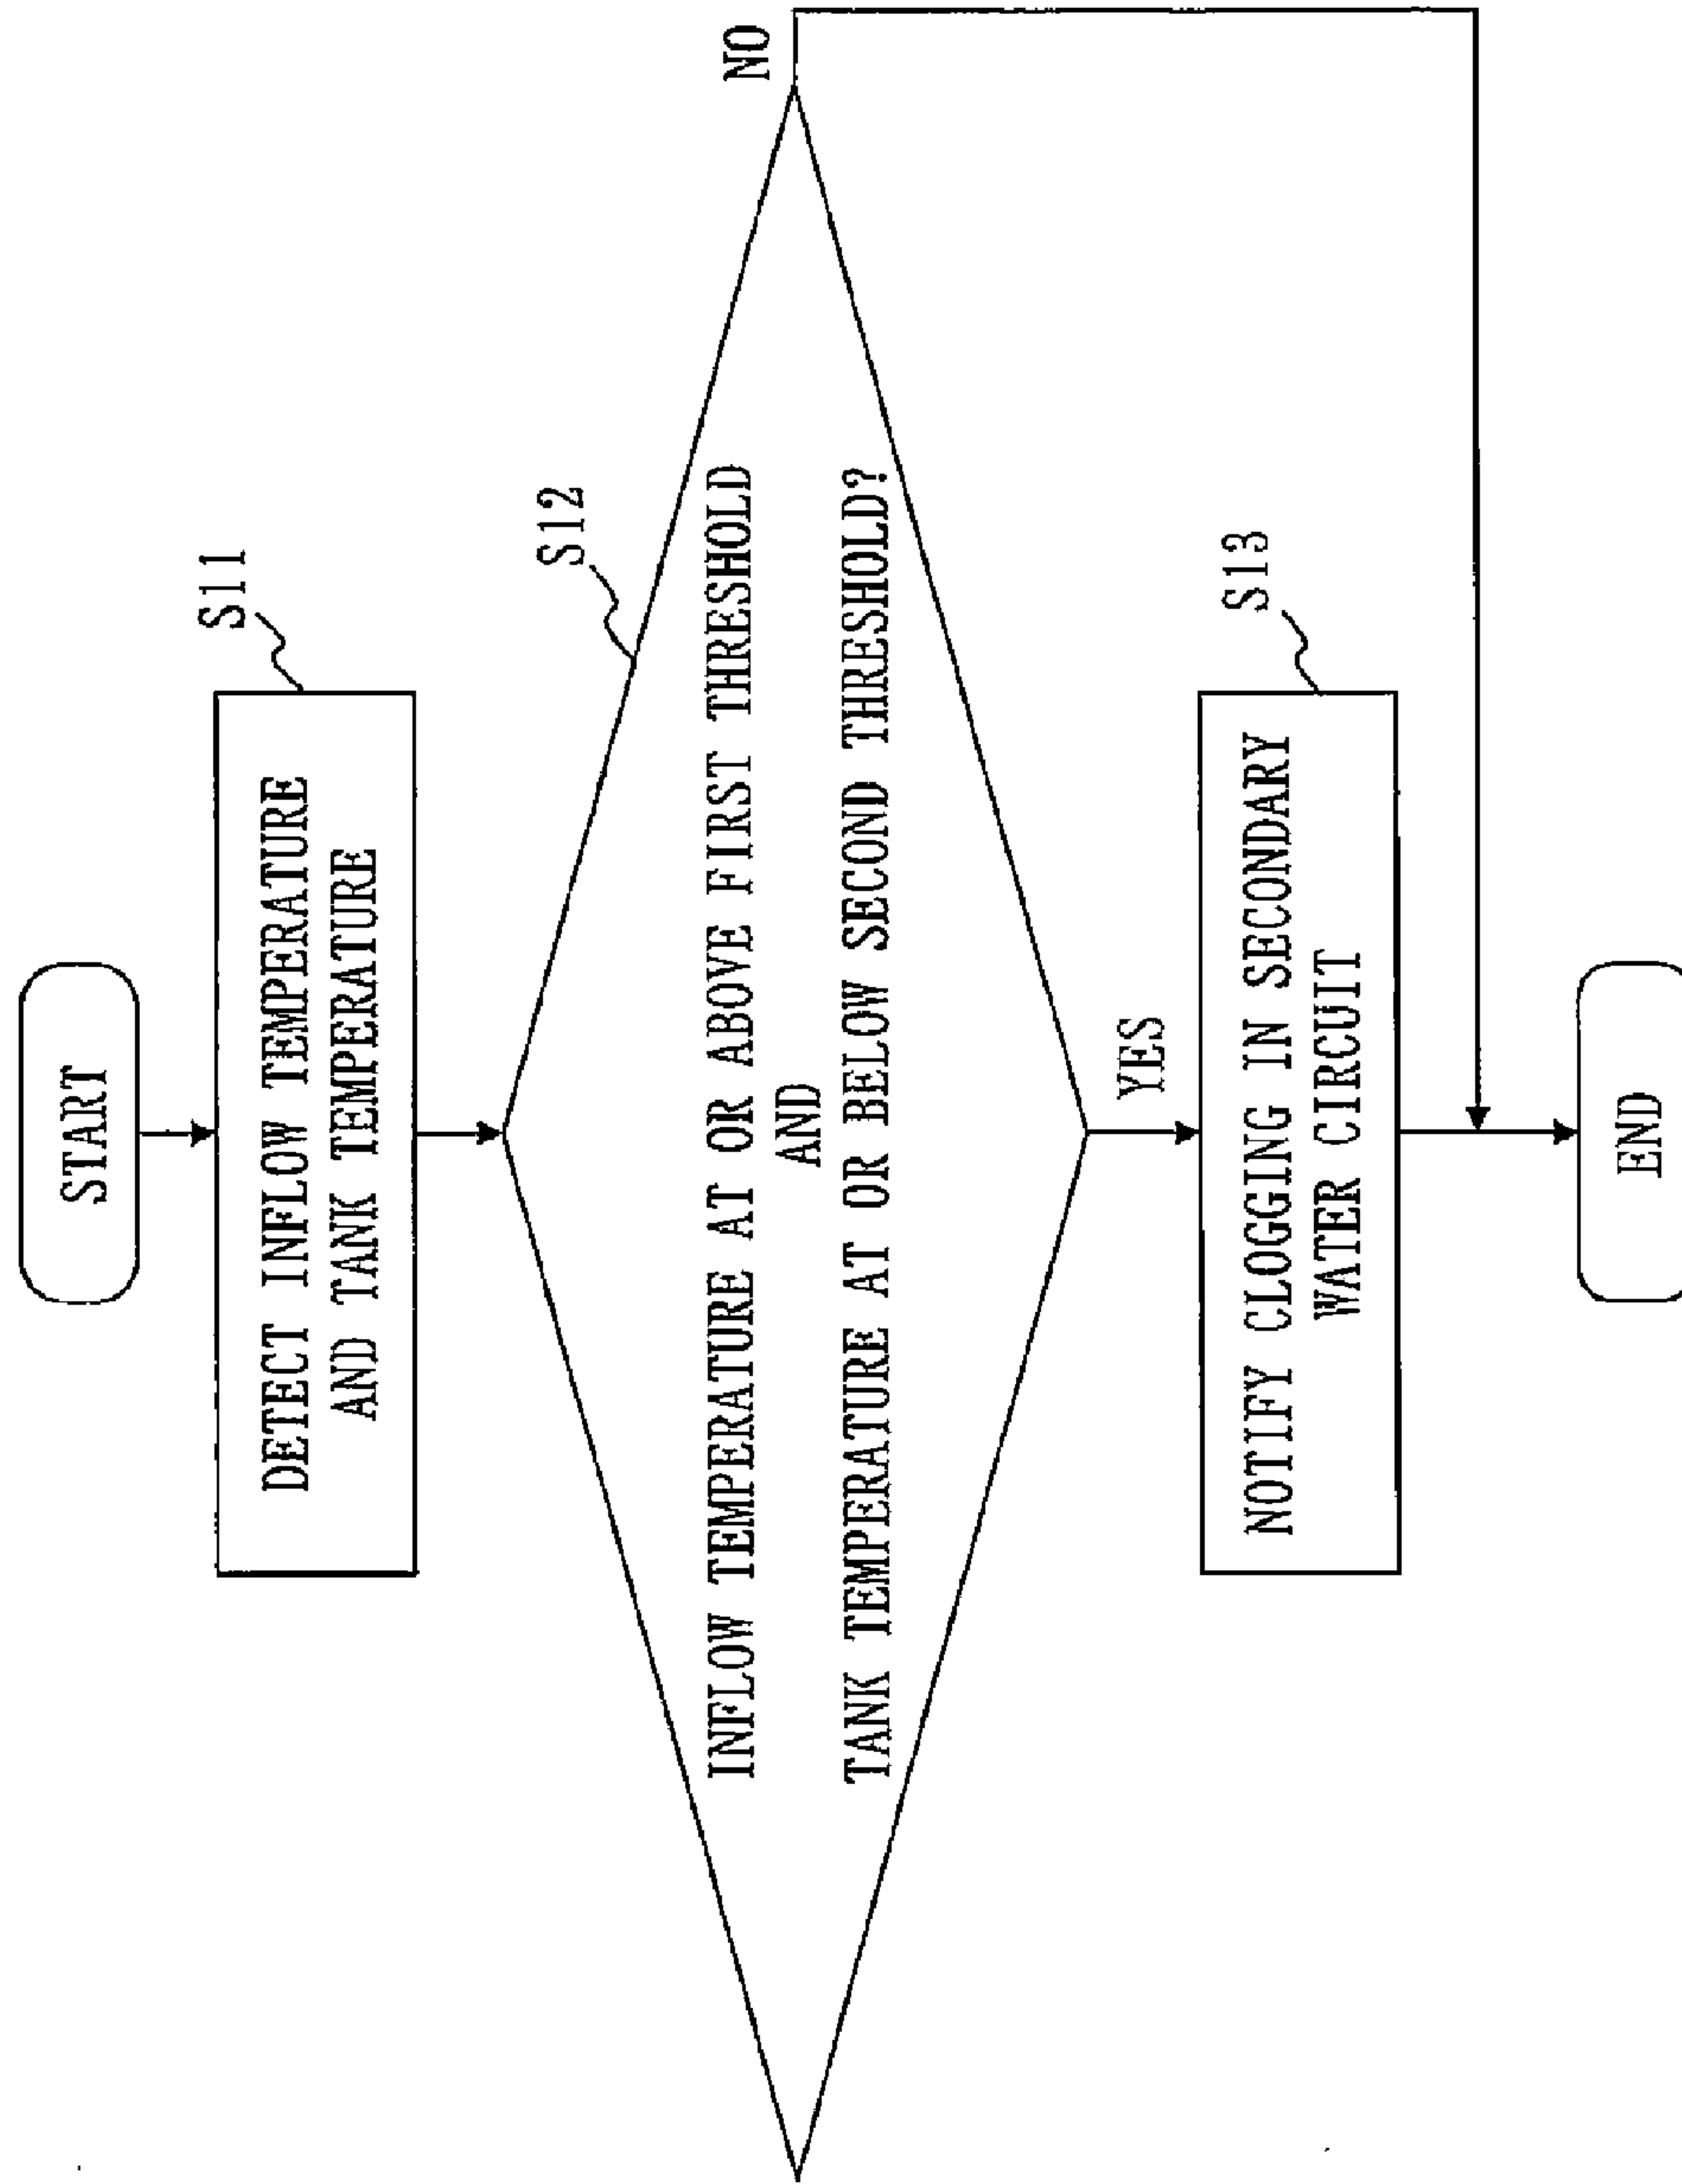 START
S11
DETECT INFLOW TEMPERATURE
AND TANK TEMPERATURE
S12
INFLOW TEMPERATURE AT OR ABOVE FIRST THRESHOLD
AND
TANK TEMPERATURE AT OR BELOW SECOND THRESHOLD?
NO
YES
S13
NOTIFY CLOGGING IN SECONDARY
WATER CIRCUIT
END